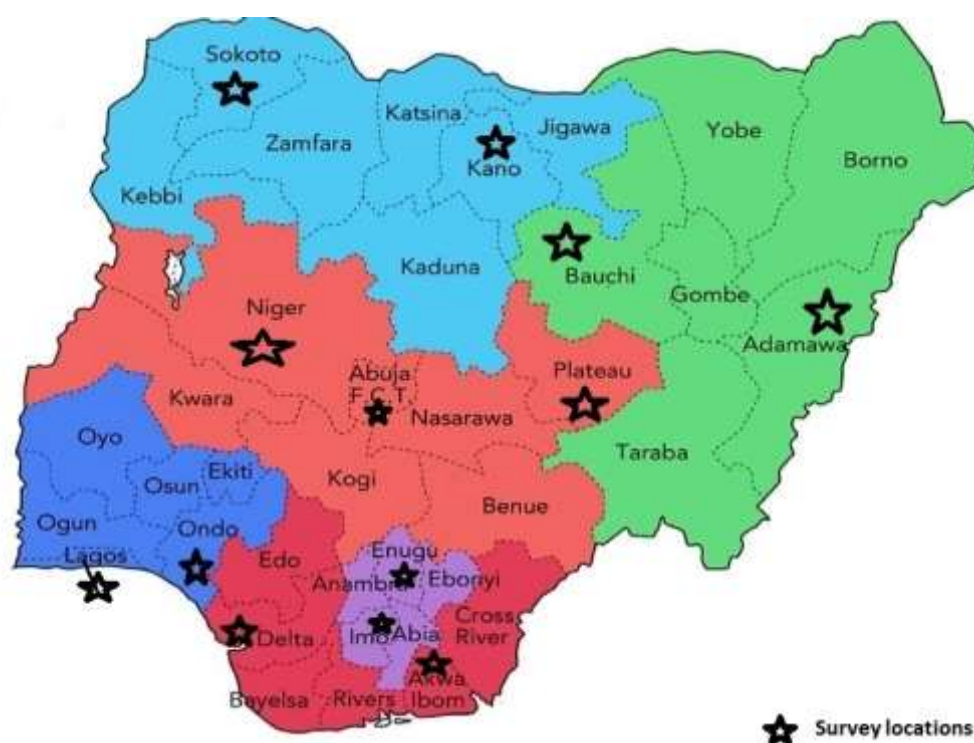 Sokoto
Katsina
Jigawa
Yobe
Zamfara
Borno
Kano
Kebbi
Kaduna
Bauchi
Gombe
Niger
Adamawa
Abuja
F.C.T.
Plateau
Kwara
Nasarawa
Oyo
Taraba
Ekiti
Kogi
Osun
Benue
Ogun
Ondo
Lagos
Edo
Enugu
Anambra
Ebonyi
Cross
River
Delta
Imo
Abia
Akwa
Ibom
Bayelsa
Rivers
Survey locations